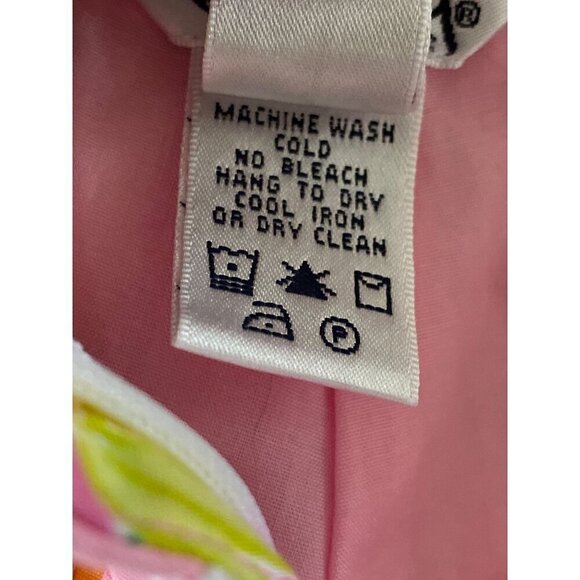 ®
MACHINE WASH
COLD
NO BLEACH
HANG TO DRY
COOL IRON
OR DRY CLEAN
P